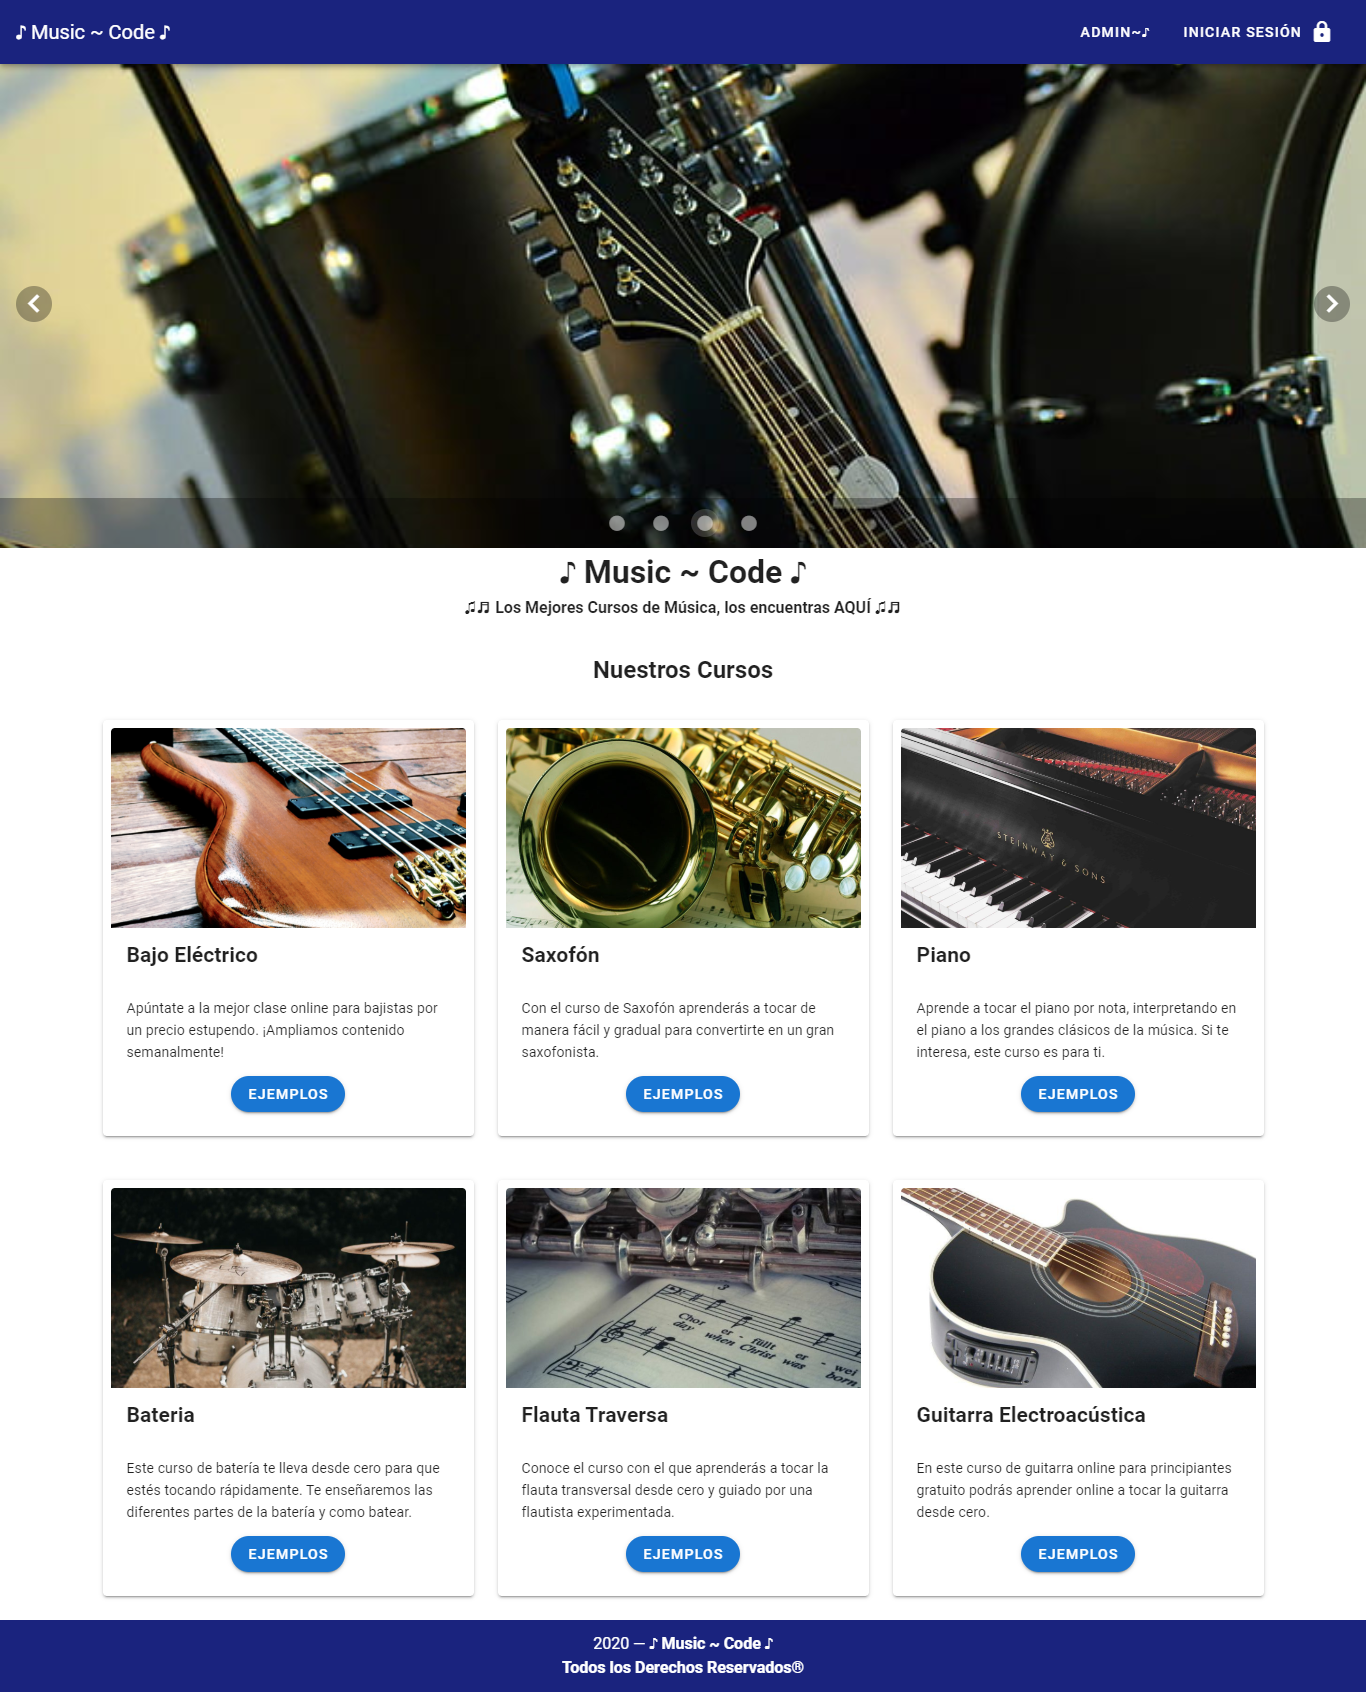 ♪ Music ~ Code ♪
ADMIN~♪
INICIAR SESIÓN
♪ Music ~ Code ♪
♫♬ Los Mejores Cursos de Música, los encuentras AQUÍ ♫♬
Nuestros Cursos
STEINWAY & SONS
Bajo Eléctrico
Apúntate a la mejor clase online para bajistas por
un precio estupendo. ¡Ampliamos contenido
semanalmente!
EJEMPLOS
Saxofón
Con el curso de Saxofón aprenderás a tocar de
manera fácil y gradual para convertirte en un gran
saxofonista.
EJEMPLOS
Piano
Aprende a tocar el piano por nota, interpretando en
el piano a los grandes clásicos de la música. Si te
interesa, este curso es para ti.
EJEMPLOS
3
Chor er - füllt er - wei
day when Christ was born
Bateria
Este curso de batería te lleva desde cero para que
estés tocando rápidamente. Te enseñaremos las
diferentes partes de la batería y como batear.
EJEMPLOS
Flauta Traversa
Conoce el curso con el que aprenderás a tocar la
flauta transversal desde cero y guiado por una
flautista experimentada.
EJEMPLOS
Guitarra Electroacústica
En este curso de guitarra online para principiantes
gratuito podrás aprender online a tocar la guitarra
desde cero.
EJEMPLOS
2020 — ♪ Music ~ Code ♪
Todos los Derechos Reservados®